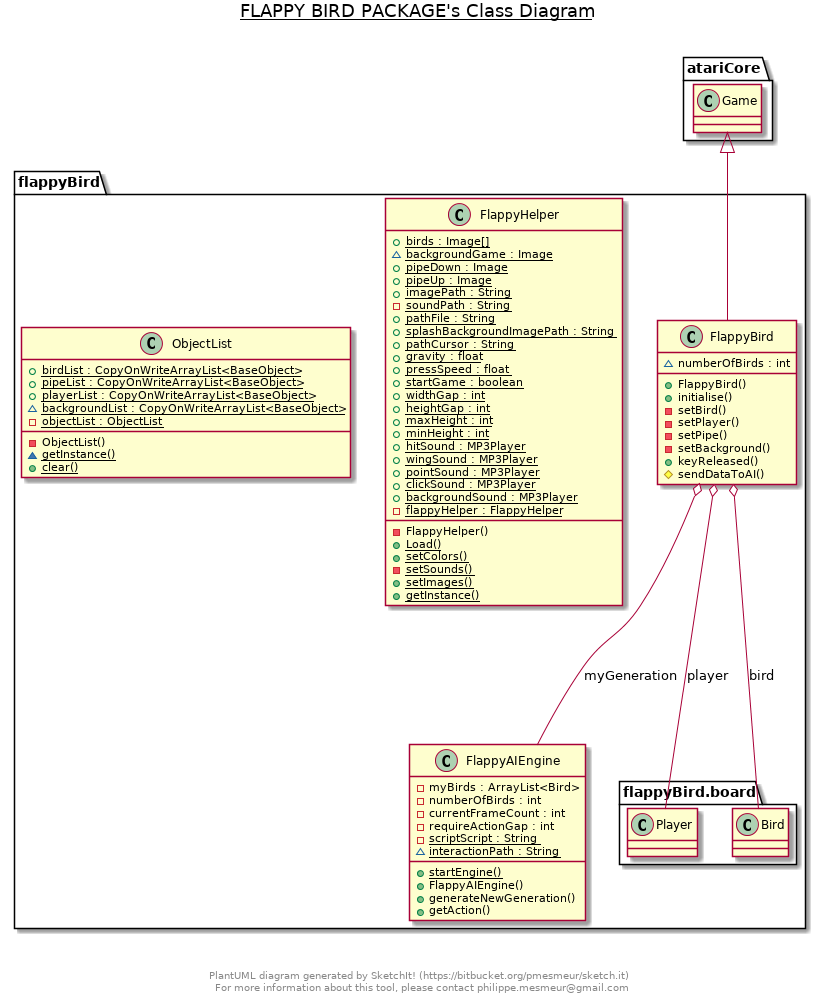 FLAPPY BIRD PACKAGE's Class Diagram
atariCore
C Game
flappyBird
C FlappyHelper
birds : Image[]
backgroundGame : Image
pipeDown : Image
pipeUp : Image
imagePath : String
soundPath : String
pathFile : String
splashBackgroundImagePath : String
pathCursor : String
gravity : float
pressSpeed : float
startGame : boolean
widthGap : int
heightGap : int
maxHeight : int
minHeight : int
hitSound : MP3Player
wingSound : MP3Player
pointSound : MP3Player
clickSound : MP3Player
backgroundSound : MP3Player
flappyHelper : FlappyHelper
FlappyHelper()
Load()
setColors()
setSounds()
setImages()
getInstance()
C ObjectList
birdList : CopyOnWriteArrayList<BaseObject>
pipeList : CopyOnWriteArrayList<BaseObject>
playerList : CopyOnWriteArrayList<BaseObject>
backgroundList : CopyOnWriteArrayList<BaseObject>
objectList : ObjectList
ObjectList()
getInstance()
clear()
C FlappyBird
numberOfBirds : int
FlappyBird()
initialise()
setBird()
setPlayer()
setPipe()
setBackground()
keyReleased()
sendDataToAI()
myGeneration
player
bird
C FlappyAIEngine
myBirds : ArrayList<Bird>
numberOfBirds : int
currentFrameCount : int
requireActionGap : int
scriptScript : String
interactionPath : String
startEngine()
FlappyAIEngine()
generateNewGeneration()
getAction()
flappyBird.board
C Player
C Bird
PlantUML diagram generated by SketchIt! (https://bitbucket.org/pmesmeur/sketch.it)
For more information about this tool, please contact philippe.mesmeur@gmail.com